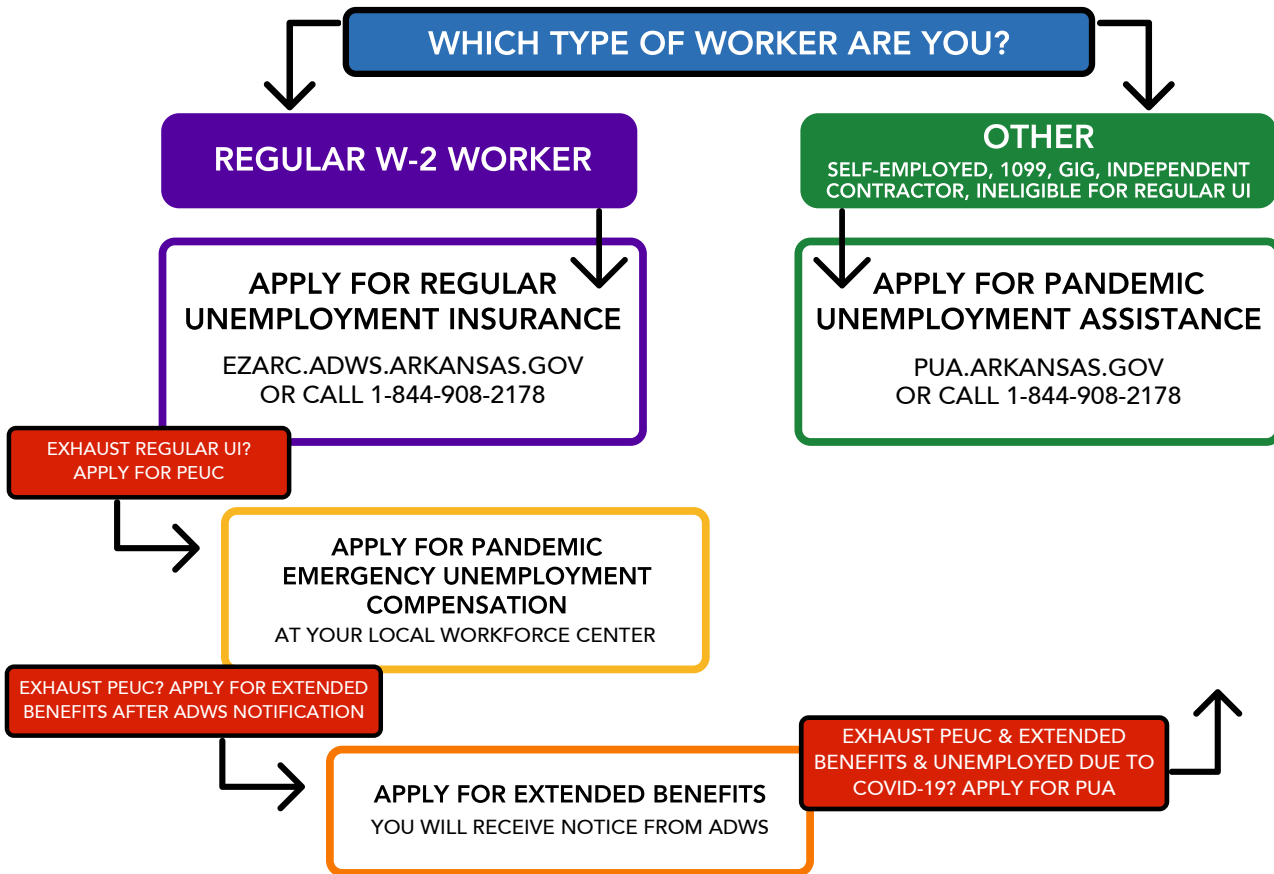 WHICH TYPE OF WORKER ARE YOU?
REGULAR W-2 WORKER
OTHER
SELF-EMPLOYED, 1099, GIG, INDEPENDENT
CONTRACTOR, INELIGIBLE FOR REGULAR UI
APPLY FOR REGULAR
UNEMPLOYMENT INSURANCE
EZARC.ADWS.ARKANSAS.GOV
OR CALL 1-844-908-2178
APPLY FOR PANDEMIC
UNEMPLOYMENT ASSISTANCE
PUA.ARKANSAS.GOV
OR CALL 1-844-908-2178
EXHAUST REGULAR UI?
APPLY FOR PEUC
APPLY FOR PANDEMIC
EMERGENCY UNEMPLOYMENT
COMPENSATION
AT YOUR LOCAL WORKFORCE CENTER
EXHAUST PEUC? APPLY FOR EXTENDED
BENEFITS AFTER ADWS NOTIFICATION
APPLY FOR EXTENDED BENEFITS
YOU WILL RECEIVE NOTICE FROM ADWS
EXHAUST PEUC & EXTENDED
BENEFITS & UNEMPLOYED DUE TO
COVID-19? APPLY FOR PUA